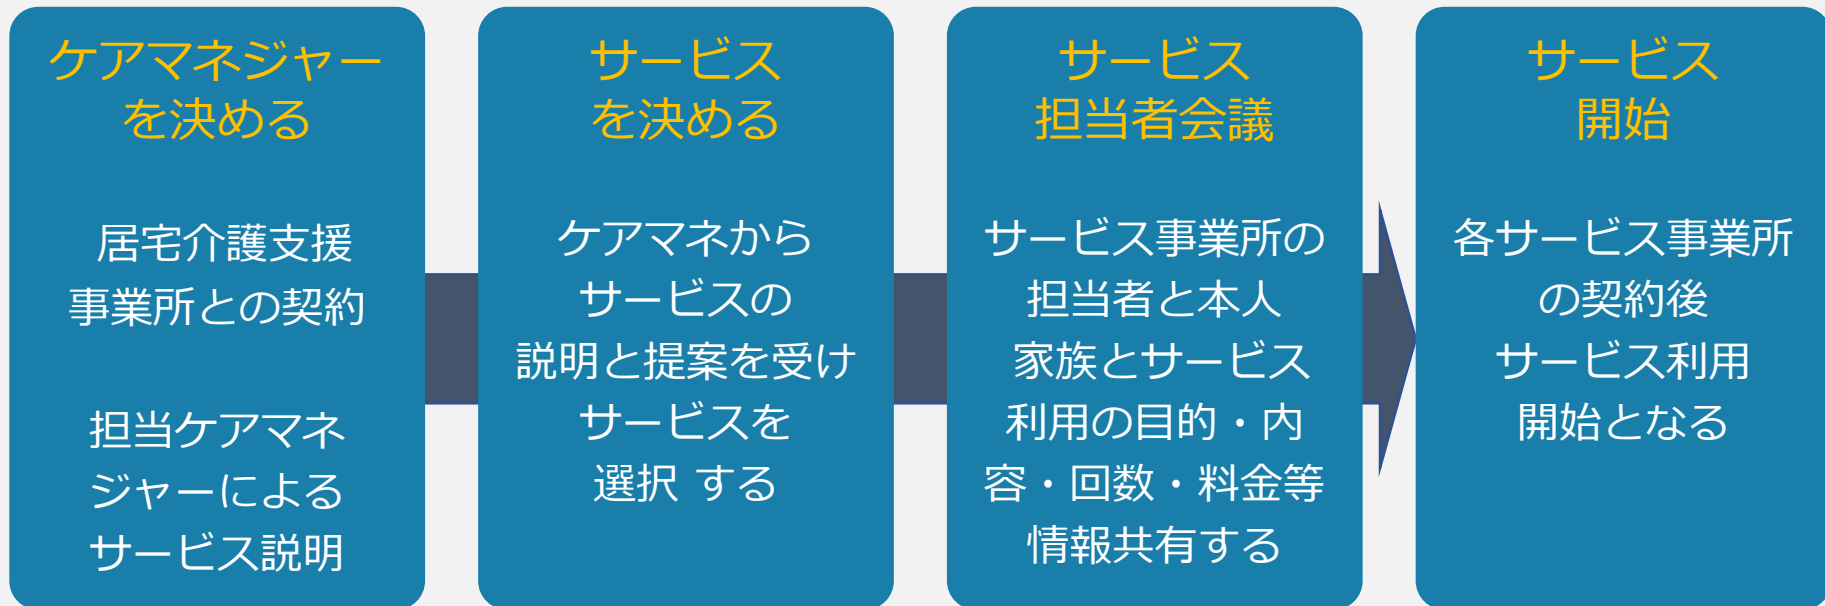 ケアマネジャー
を決める
居宅介護支援
事業所との契約
担当ケアマネ
ジャーによる
サービス説明
サービス
を決める
ケアマネから
サービスの
説明と提案を受け
サービスを
選択 する
サービス
担当者会議
サービス事業所の
担当者と本人
家族とサービス
利用の目的・内
容・回数・料金等
情報共有する
サービス
開始
各サービス事業所
の契約後
サービス利用
開始となる